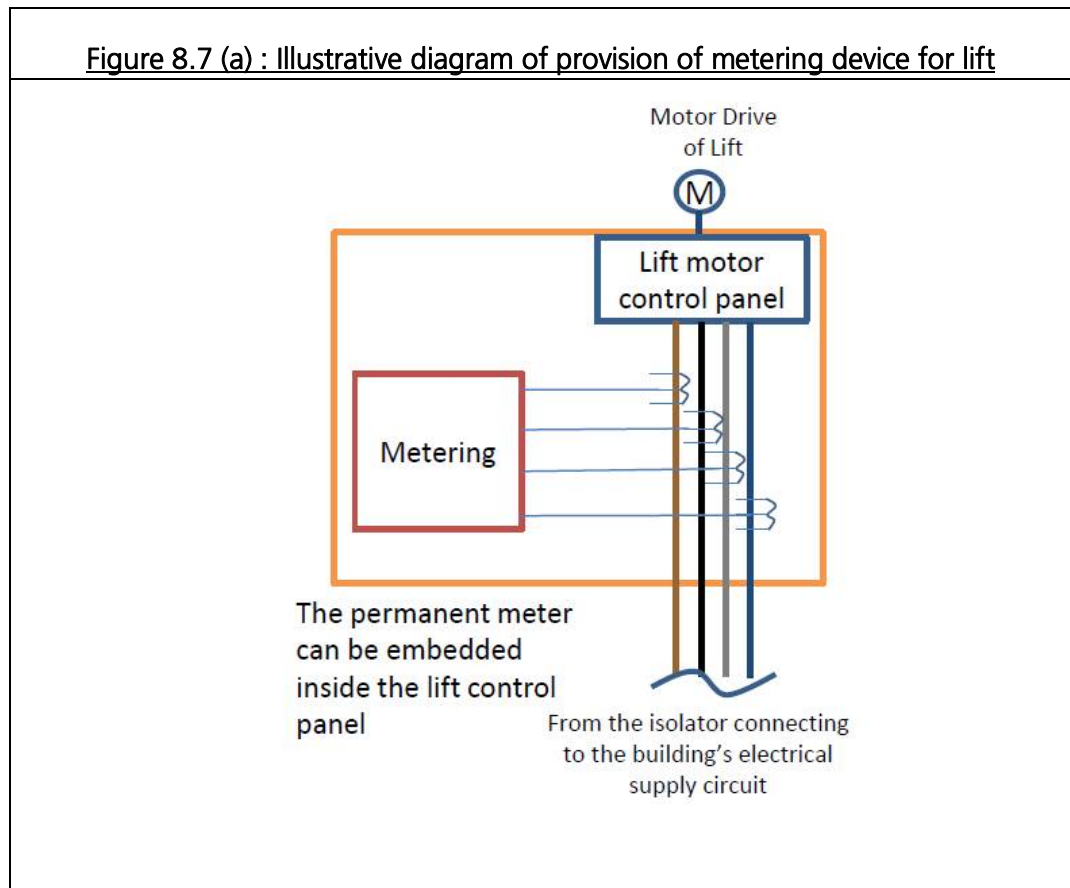 Figure 8.7 (a) : Illustrative diagram of provision of metering device for lift
Motor Drive
of Lift
M
Lift motor
control panel
Metering
The permanent meter
can be embedded
inside the lift control
panel
From the isolator connecting
to the building's electrical
supply circuit